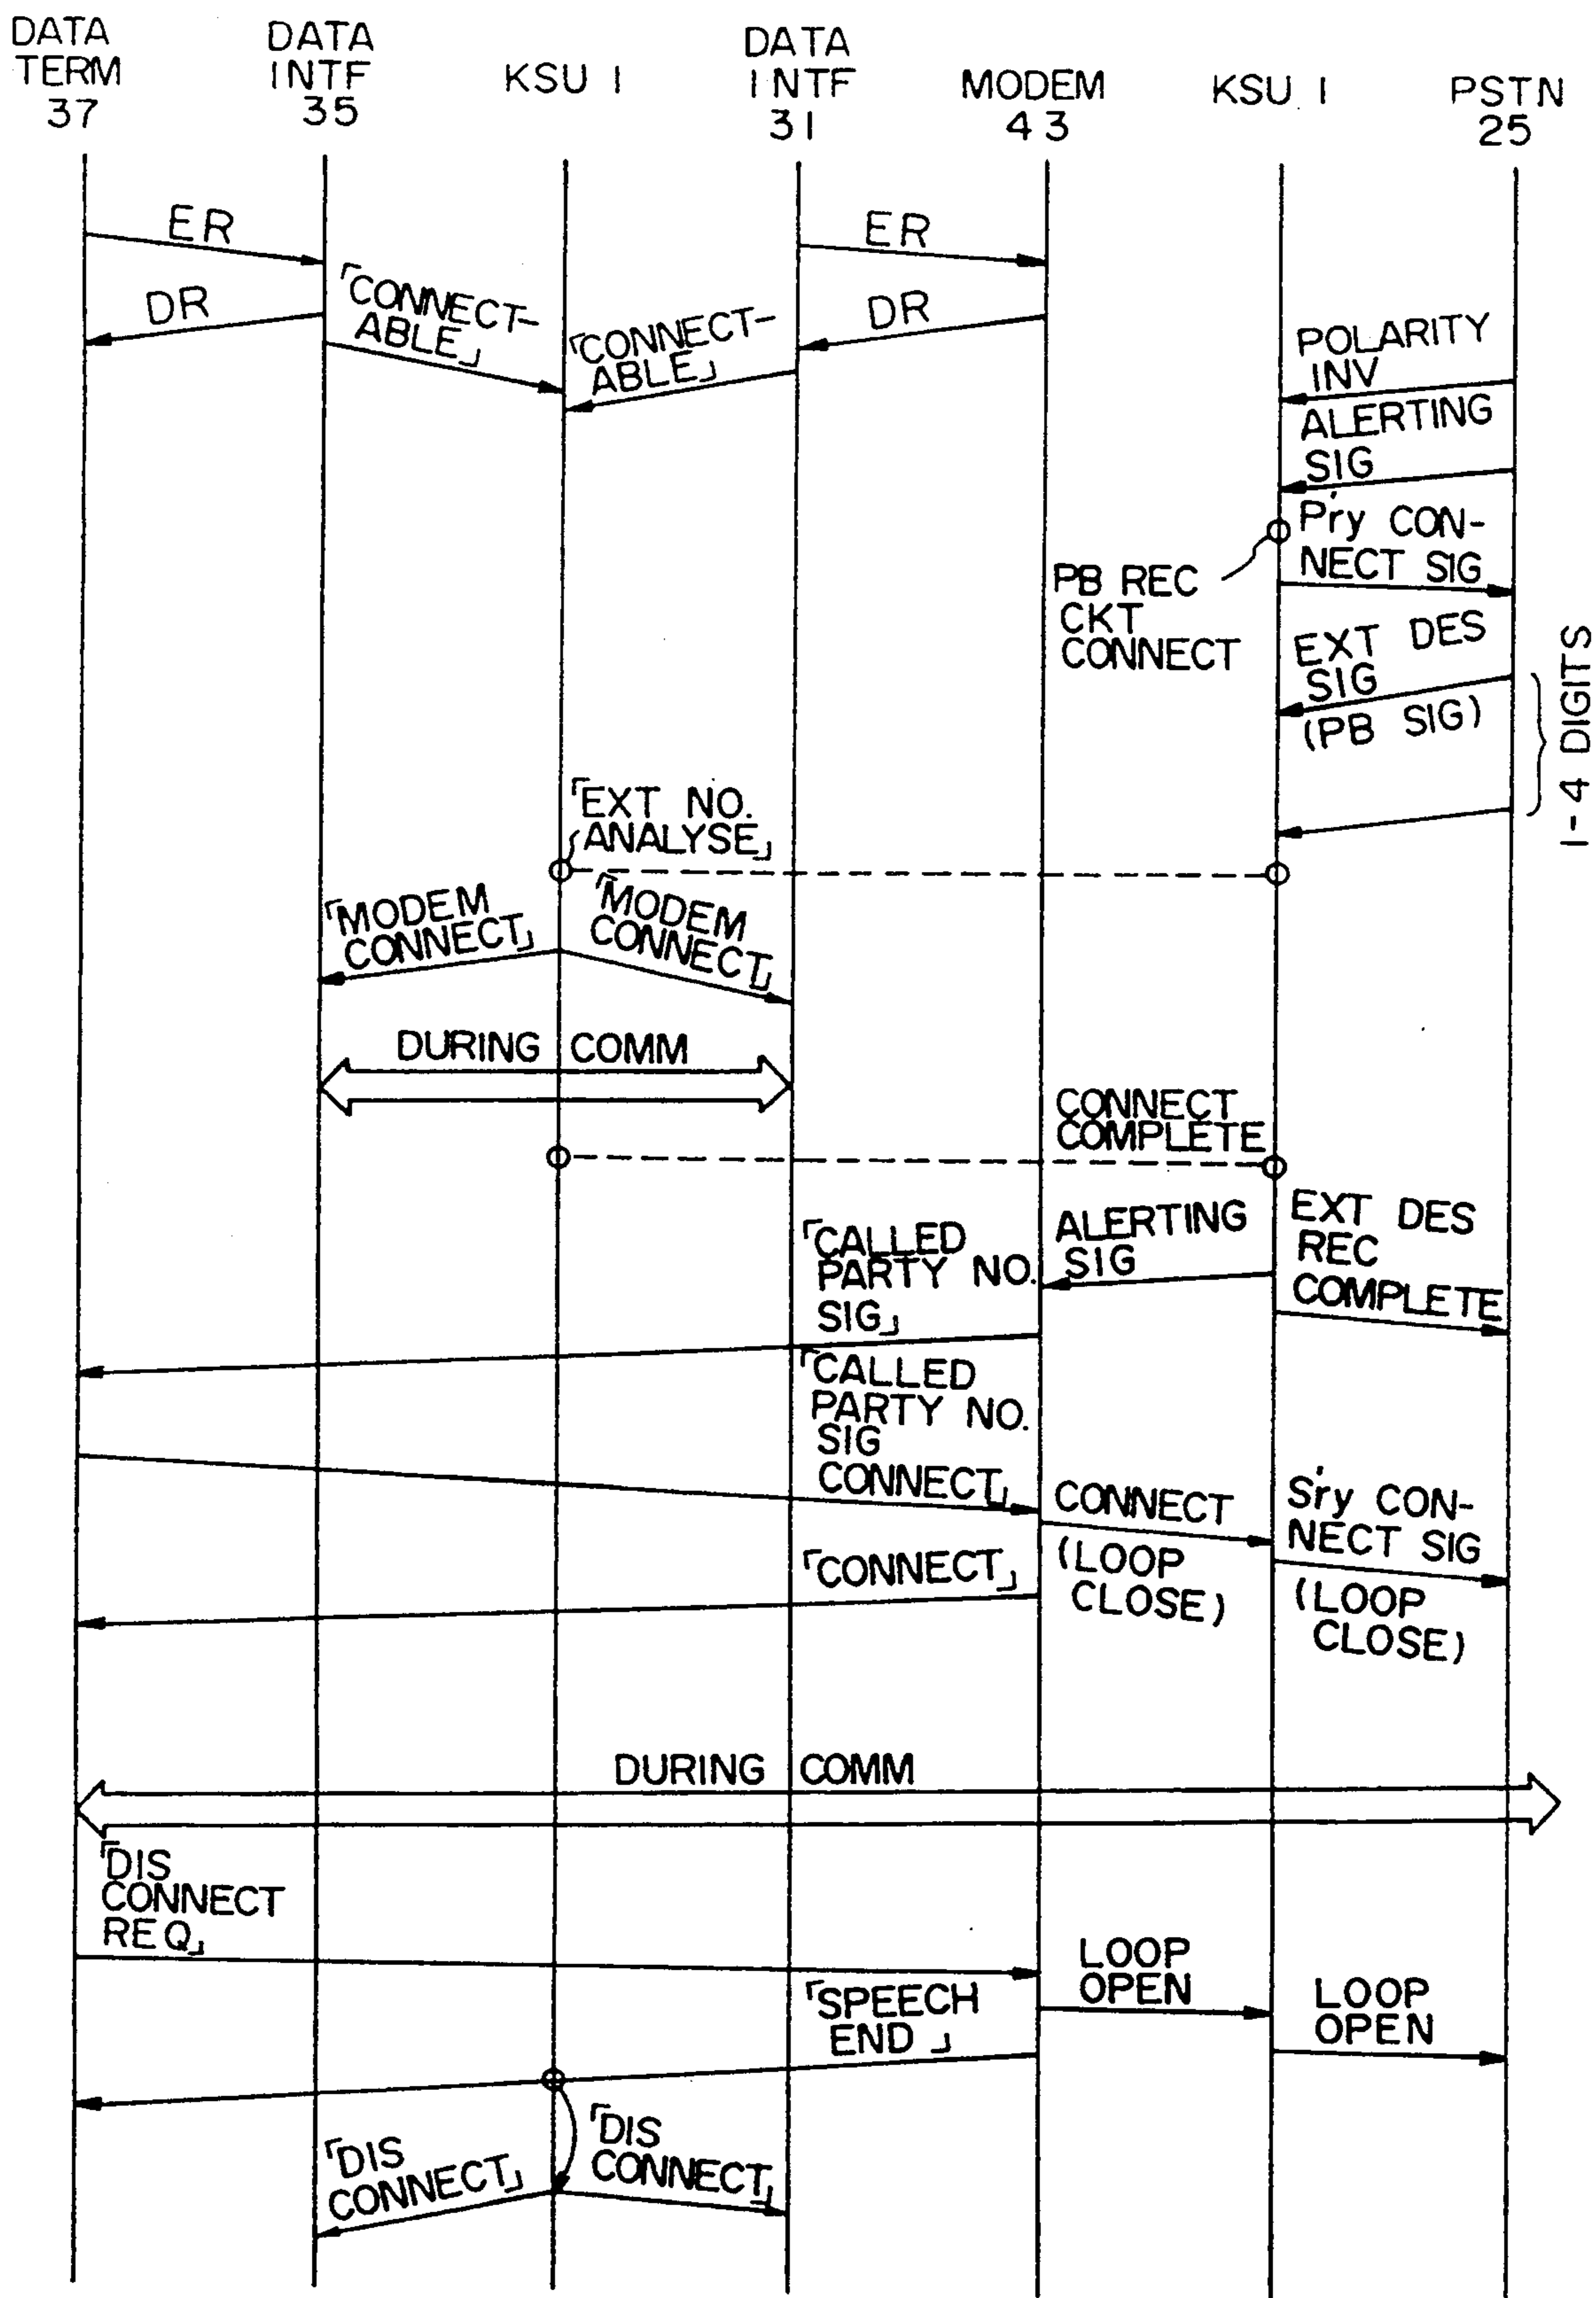 DATA
TERM
37
DATA
INTF
35
KSU 1
DATA
INTF
31
MODEM
43
KSU 1
PSTN
25
ER
ER
DR
「CONNECT-
ABLE」
「CONNECT-
ABLE」
DR
POLARITY
INV
ALERTING
SIG
P'ry CON-
NECT SIG
PB REC
CKT
CONNECT
EXT DES
SIG
(PB SIG)
1-4 DIGITS
「EXT NO.
ANALYSE」
「MODEM
CONNECT」
「MODEM
CONNECT」
DURING COMM
CONNECT
COMPLETE
ALERTING
SIG
EXT DES
REC
COMPLETE
「CALLED
PARTY NO.
SIG」
「CALLED
PARTY NO.
SIG
CONNECT」
CONNECT
(LOOP
CLOSE)
S'ry CON-
NECT SIG
(LOOP
CLOSE)
「CONNECT」
DURING COMM
「DIS
CONNECT
REQ」
LOOP
OPEN
「SPEECH
END」
LOOP
OPEN
「DIS
CONNECT」
「DIS
CONNECT」